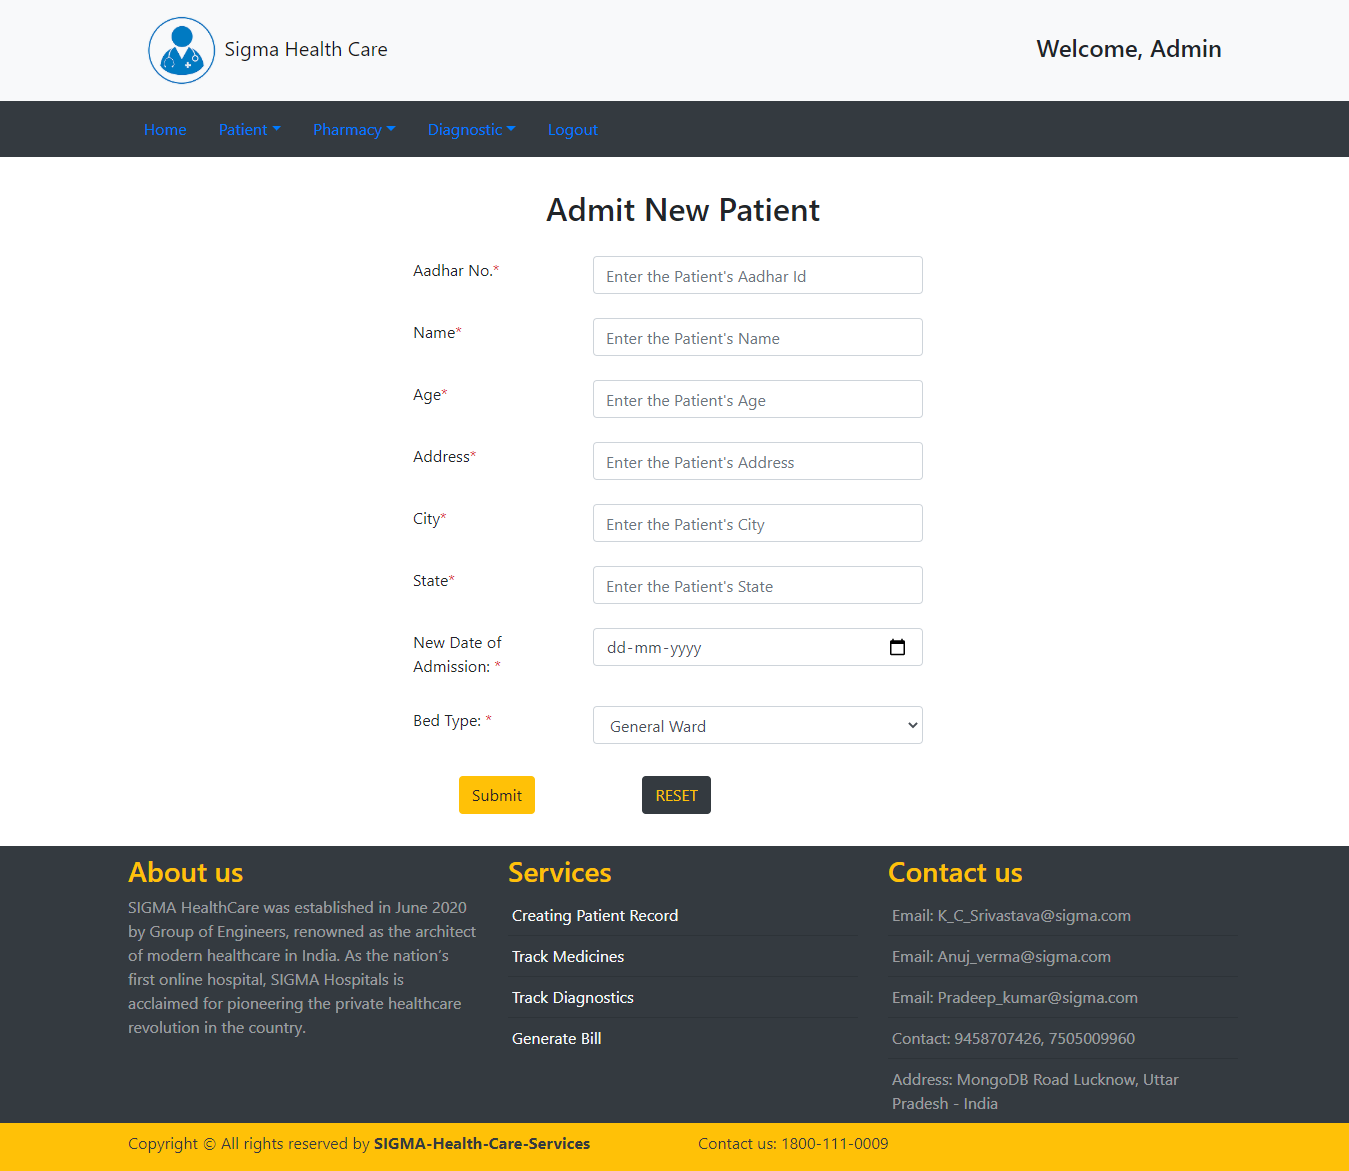 Sigma Health Care
Welcome, Admin
Home
Patient
Pharmacy
Diagnostic
Logout
Admit New Patient
Aadhar No.*
Enter the Patient's Aadhar Id
Name*
Enter the Patient's Name
Age*
Enter the Patient's Age
Address*
Enter the Patient's Address
City*
Enter the Patient's City
State*
Enter the Patient's State
New Date of
Admission: *
dd-mm-yyyy
Bed Type: *
General Ward
Submit
RESET
About us
SIGMA HealthCare was established in June 2020
by Group of Engineers, renowned as the architect
of modern healthcare in India. As the nation’s
first online hospital, SIGMA Hospitals is
acclaimed for pioneering the private healthcare
revolution in the country.
Services
Creating Patient Record
Track Medicines
Track Diagnostics
Generate Bill
Contact us
Email: K_C_Srivastava@sigma.com
Email: Anuj_verma@sigma.com
Email: Pradeep_kumar@sigma.com
Contact: 9458707426, 7505009960
Address: MongoDB Road Lucknow, Uttar
Pradesh - India
Copyright © All rights reserved by SIGMA-Health-Care-Services
Contact us: 1800-111-0009